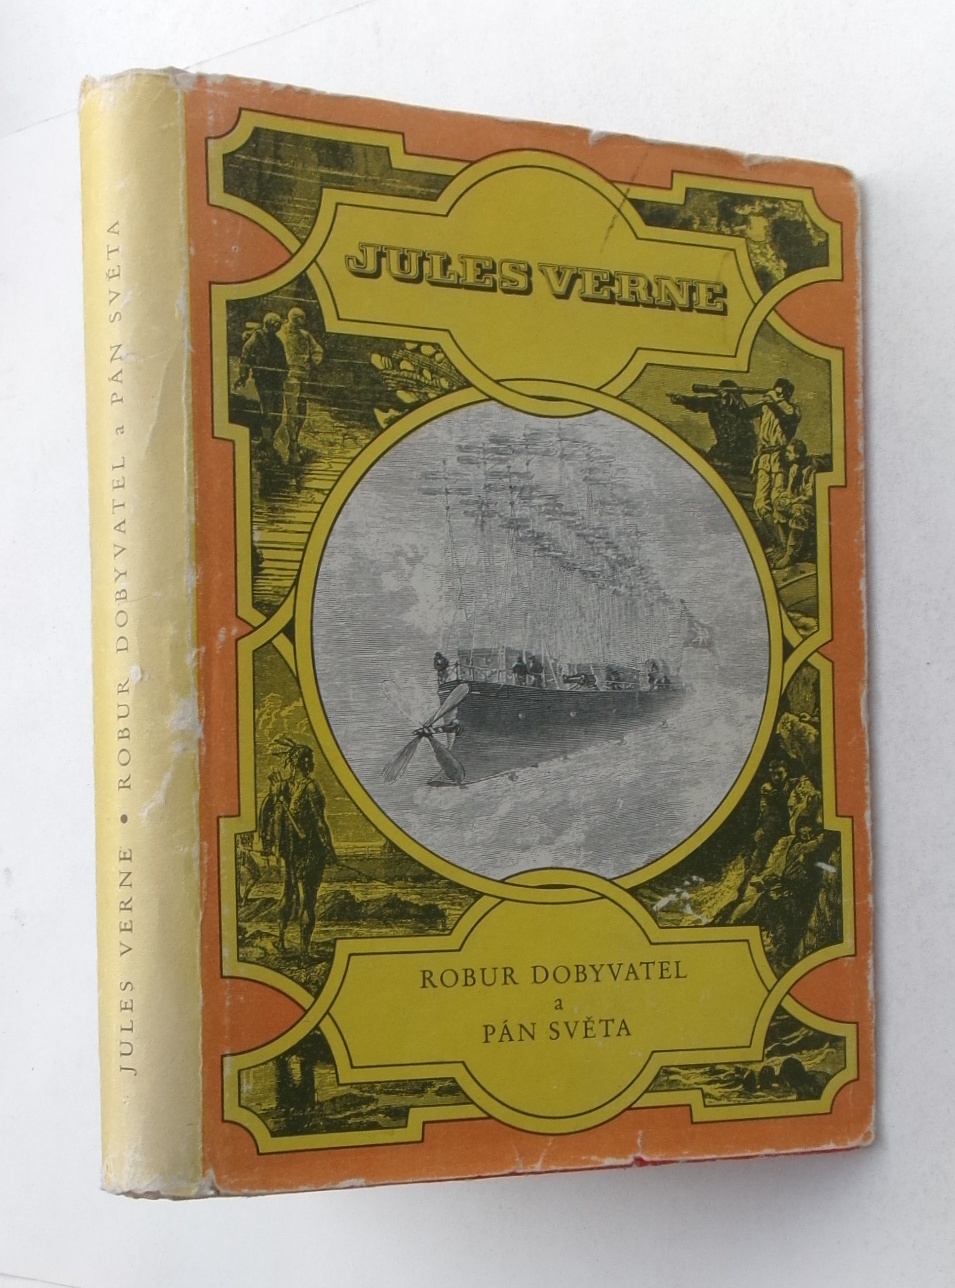 JULES VERNE • ROBUR DOBYVATEL a PÁN SVĚTA
JULES VERNE
ROBUR DOBYVATEL
a
PÁN SVĚTA